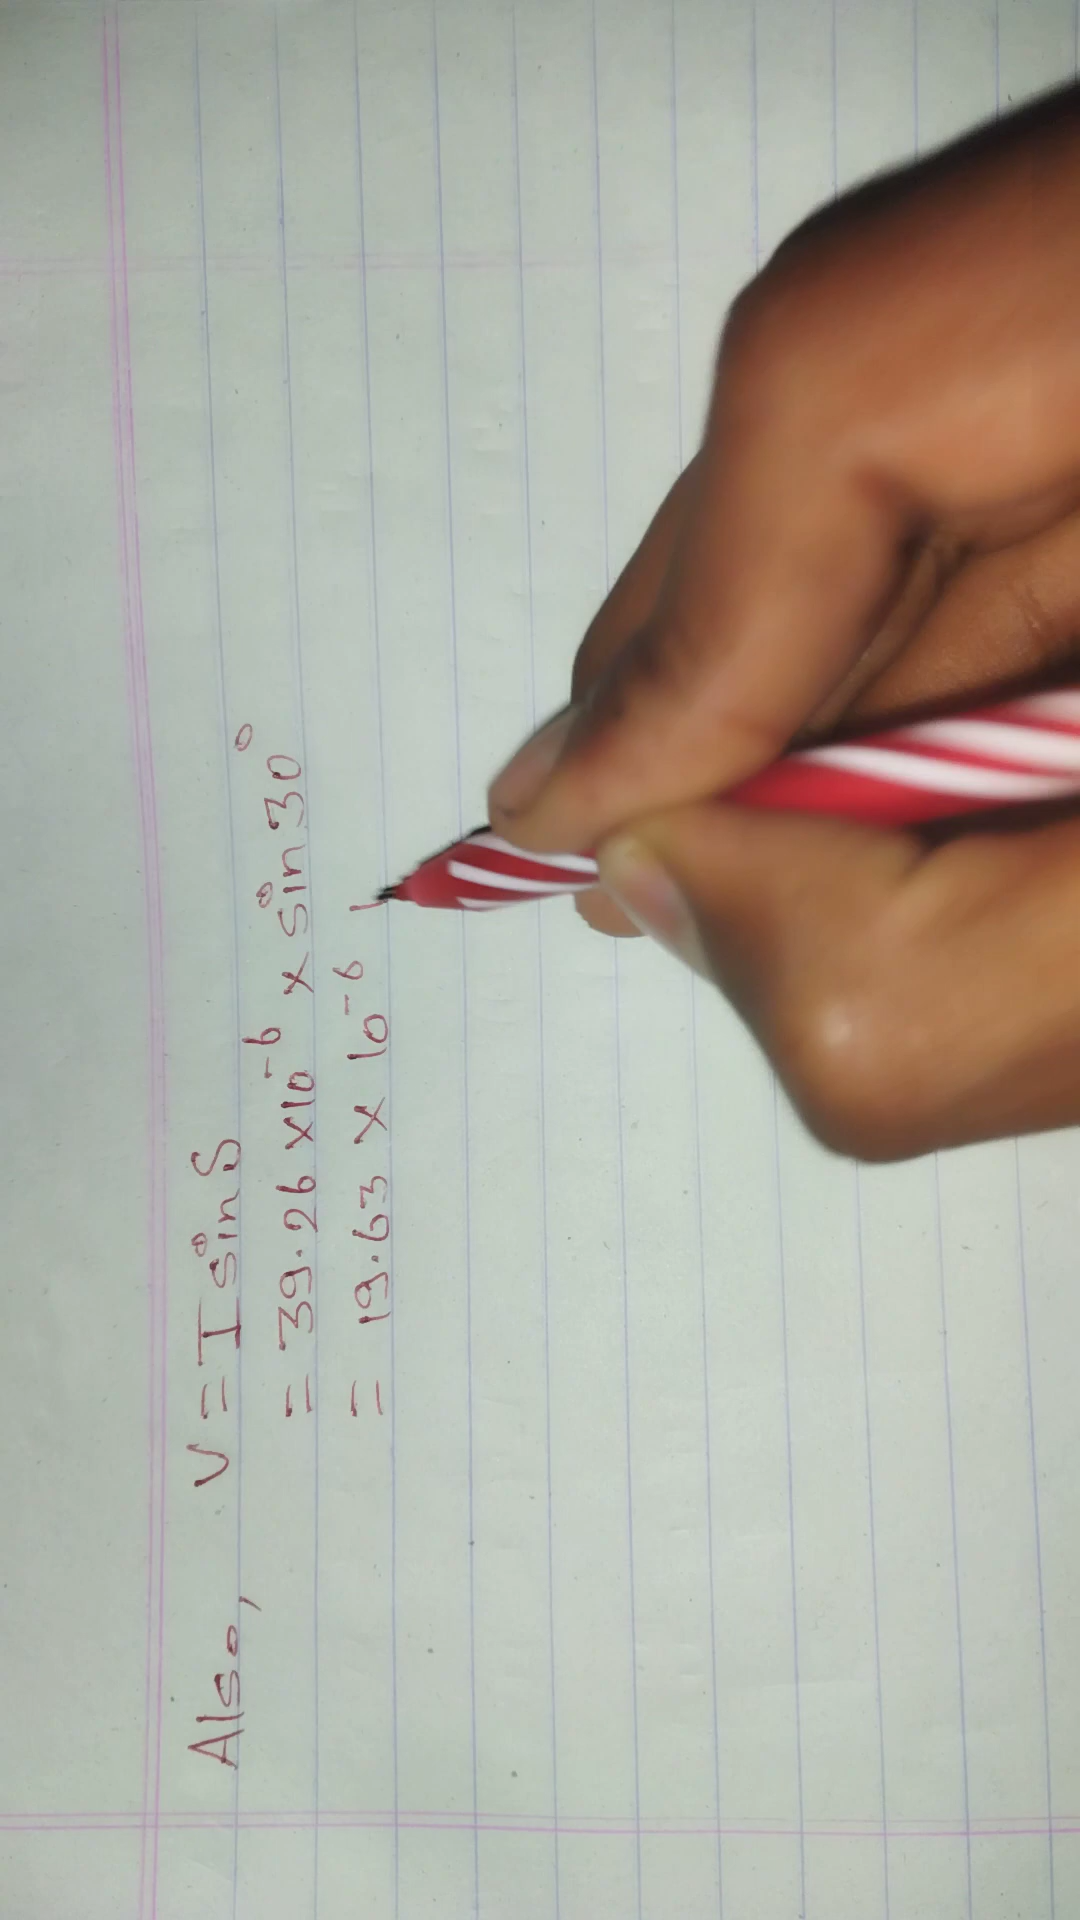 Also, V = I sin S
= 39.26 x 10⁻⁶ x sin 30°
= 19.63 x 10⁻⁶